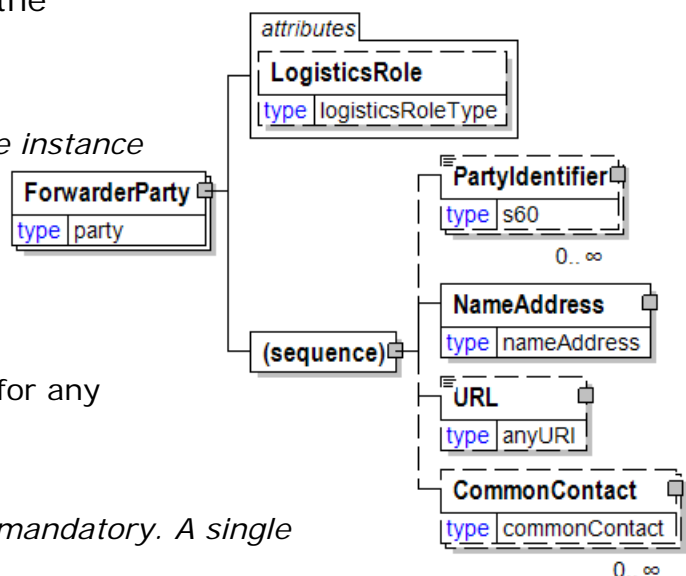 the
e instance
for any
mandatory. A single
attributes
LogisticsRole
type logisticsRoleType
ForwarderParty
type party
(sequence)
PartyIdentifier
type s60
0.. ∞
NameAddress
type nameAddress
URL
type anyURI
CommonContact
type commonContact
0.. ∞